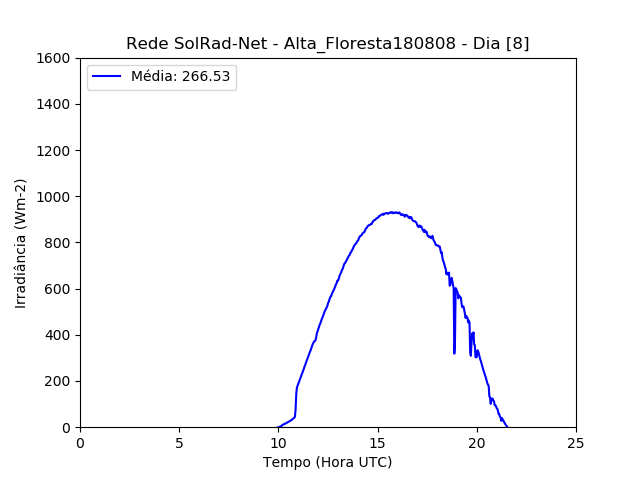 Rede SolRad-Net - Alta_Floresta180808 - Dia [8]
Média: 266.53
Irradiância (Wm-2)
1600
1400
1200
1000
800
600
400
200
0
0 5 10 15 20 25
Tempo (Hora UTC)